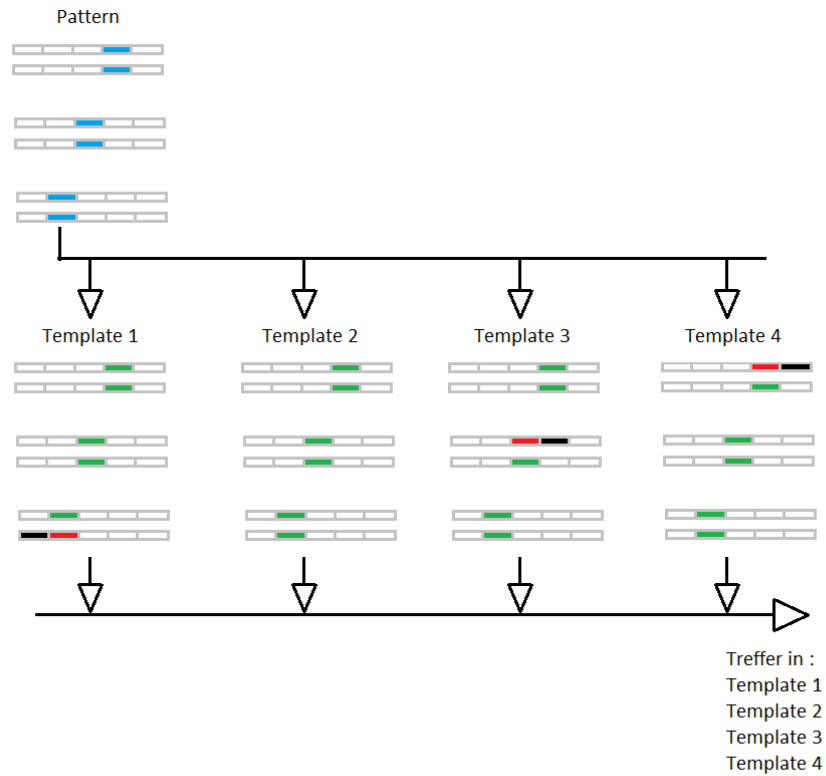 Pattern
Template 1
Template 2
Template 3
Template 4
Treffer in :
Template 1
Template 2
Template 3
Template 4